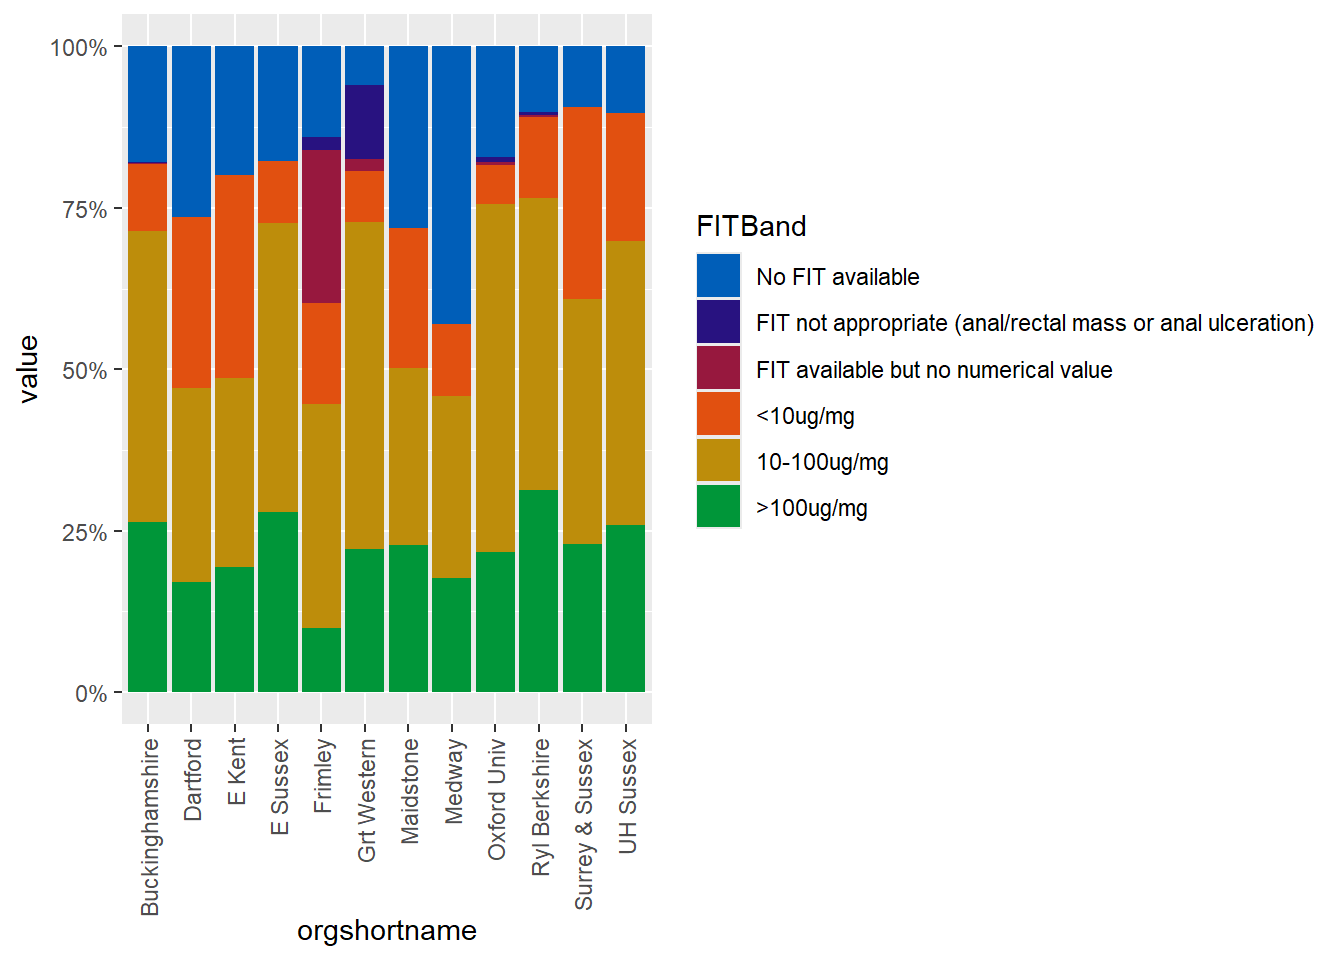 100%
75%
50%
25%
0%
value
Buckinghamshire
Dartford
E Kent
E Sussex
Frimley
Grt Western
Maidstone
Medway
Oxford Univ
Ryl Berkshire
Surrey & Sussex
UH Sussex
orgshortname
FITBand
No FIT available
FIT not appropriate (anal/rectal mass or anal ulceration)
FIT available but no numerical value
<10ug/mg
10-100ug/mg
>100ug/mg